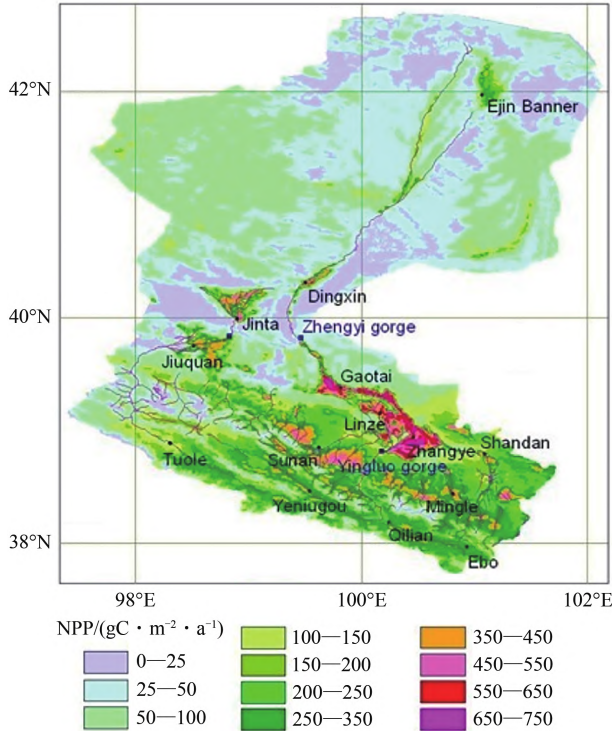 42°N
Ejin Banner
Dingxin
40°N
Jinta
Zhengyi gorge
Jiuquan
Gaotai
Linze
Shandan
Zhangye
Tuole
Sunan
Yingluo gorge
Yeniugou
Mingle
Qilian
38°N
Ebo
98°E
100°E
102°E
NPP/(gC · m⁻² · a⁻¹)
0—25
25—50
50—100
100—150
150—200
200—250
250—350
350—450
450—550
550—650
650—750